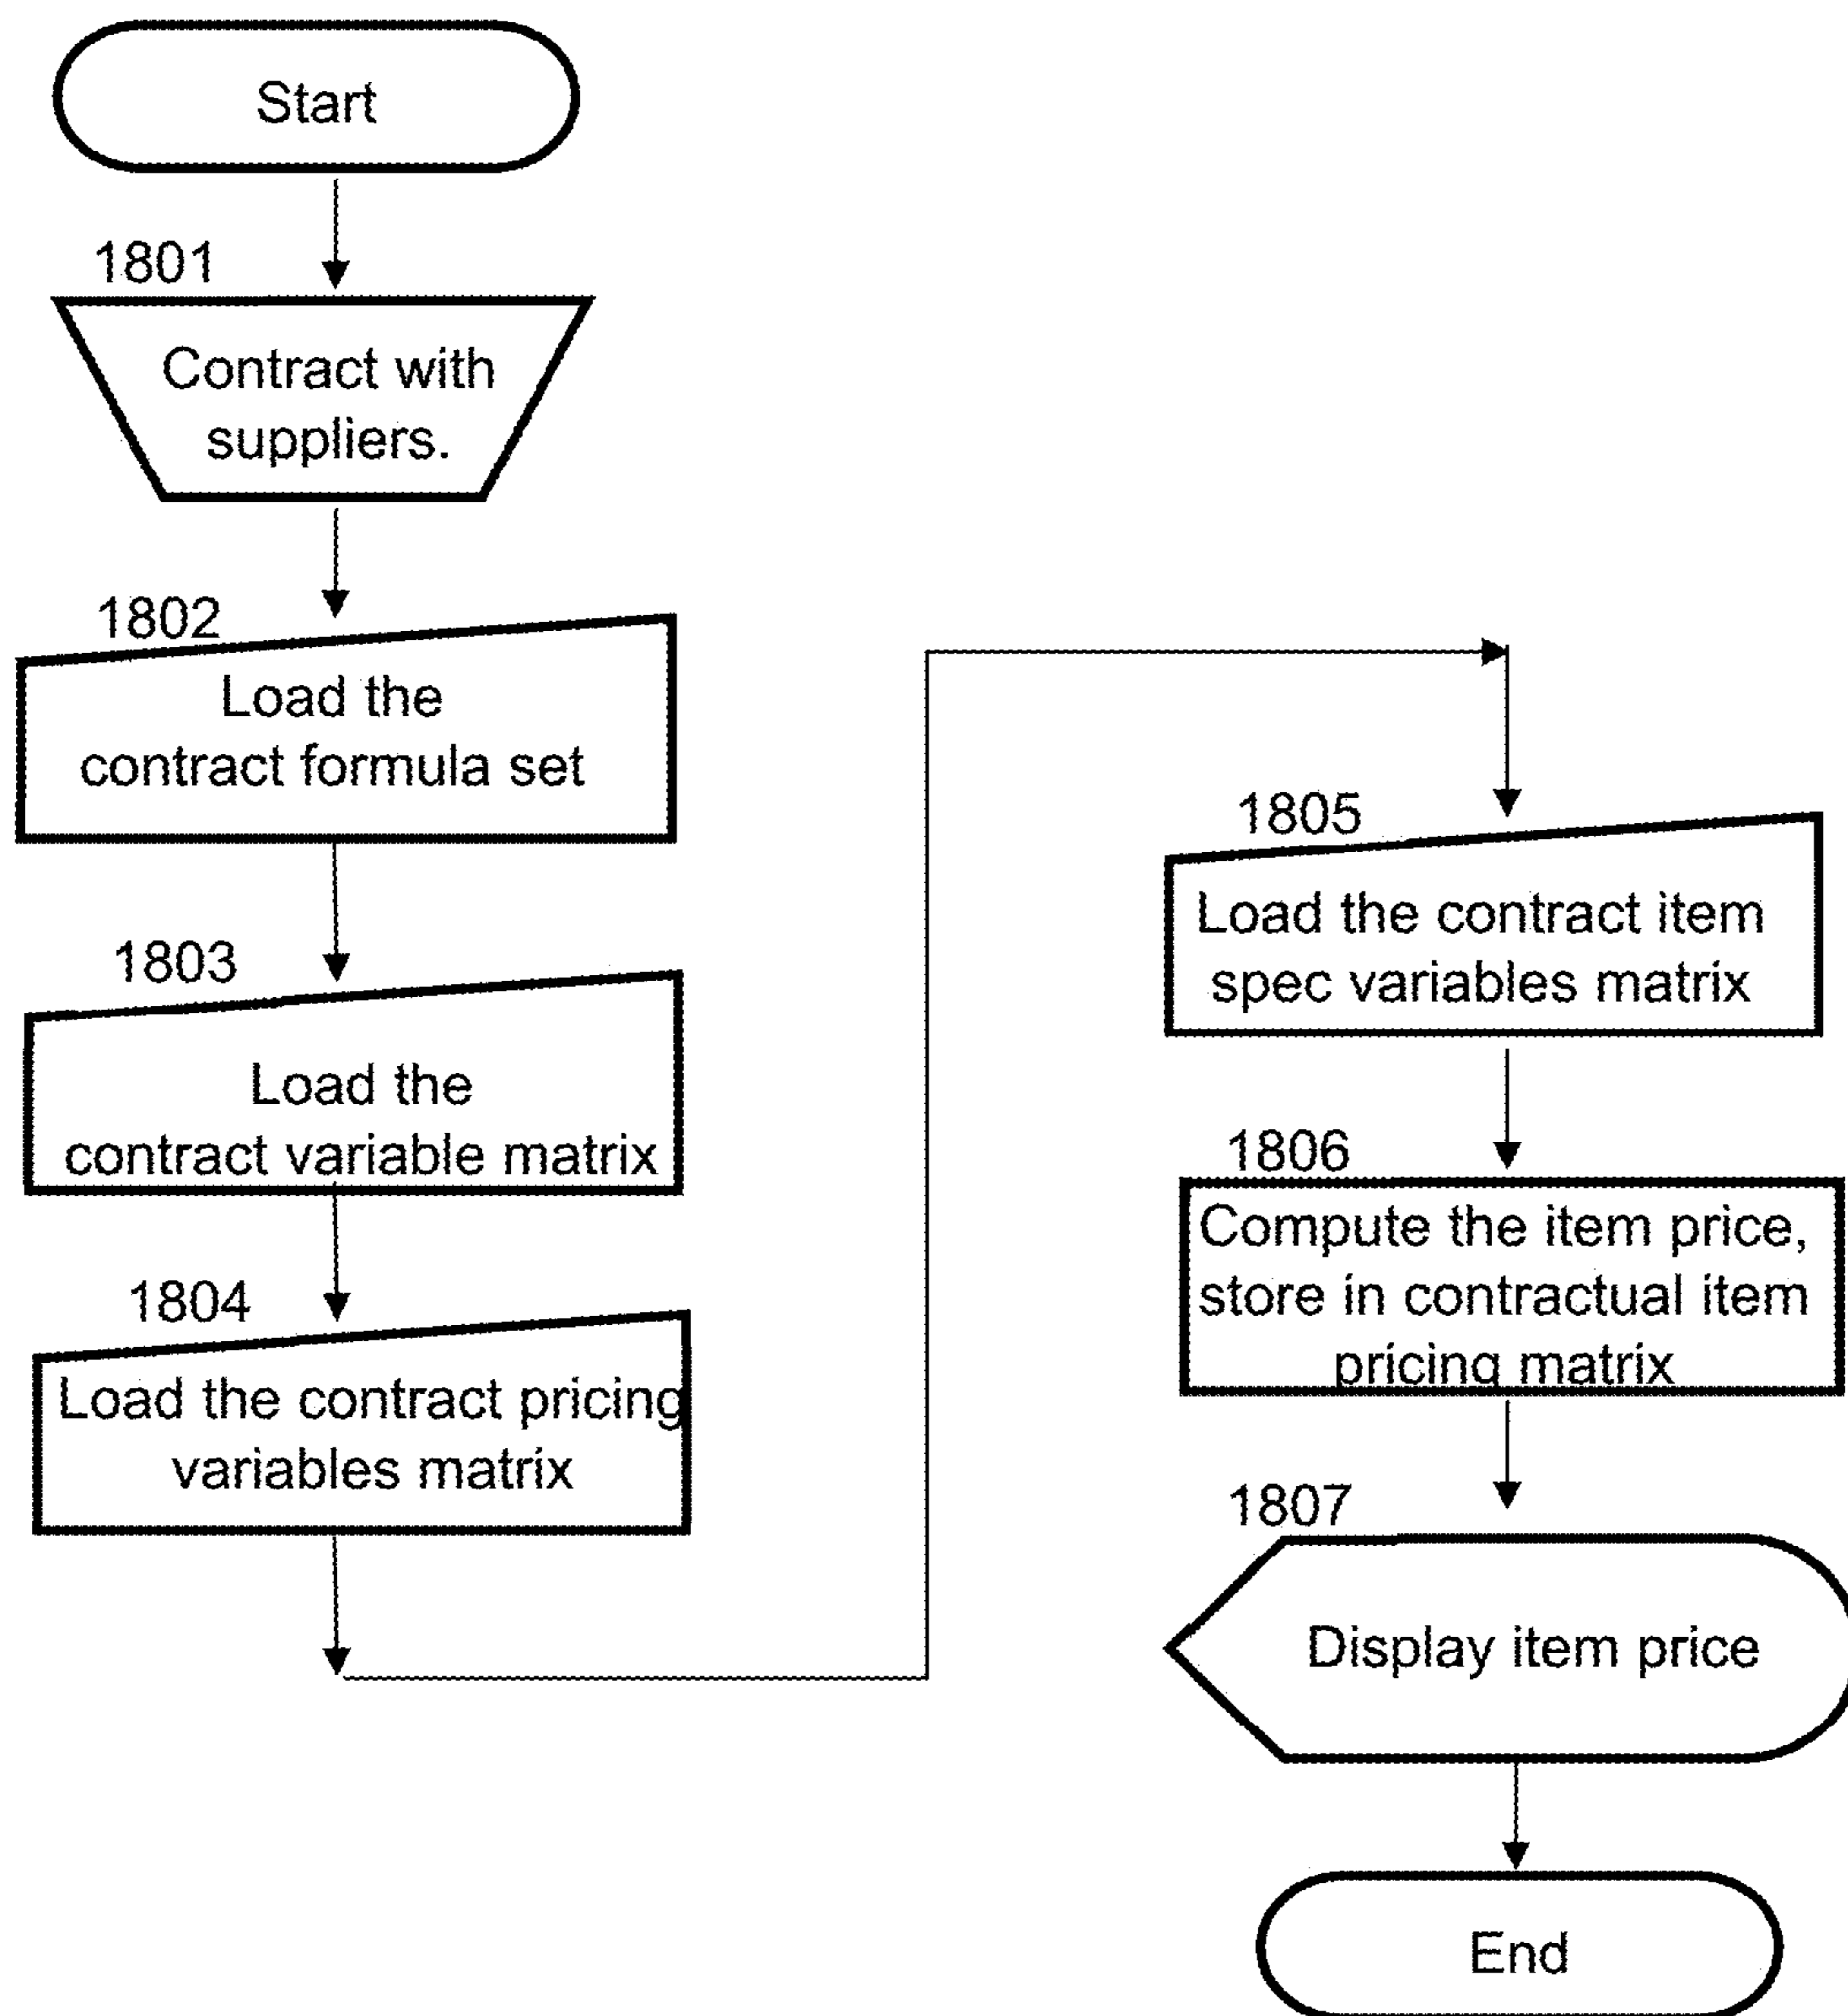 Start
1801
Contract with
suppliers.
1802
Load the
contract formula set
1803
Load the
contract variable matrix
1804
Load the contract pricing
variables matrix
1805
Load the contract item
spec variables matrix
1806
Compute the item price,
store in contractual item
pricing matrix
1807
Display item price
End